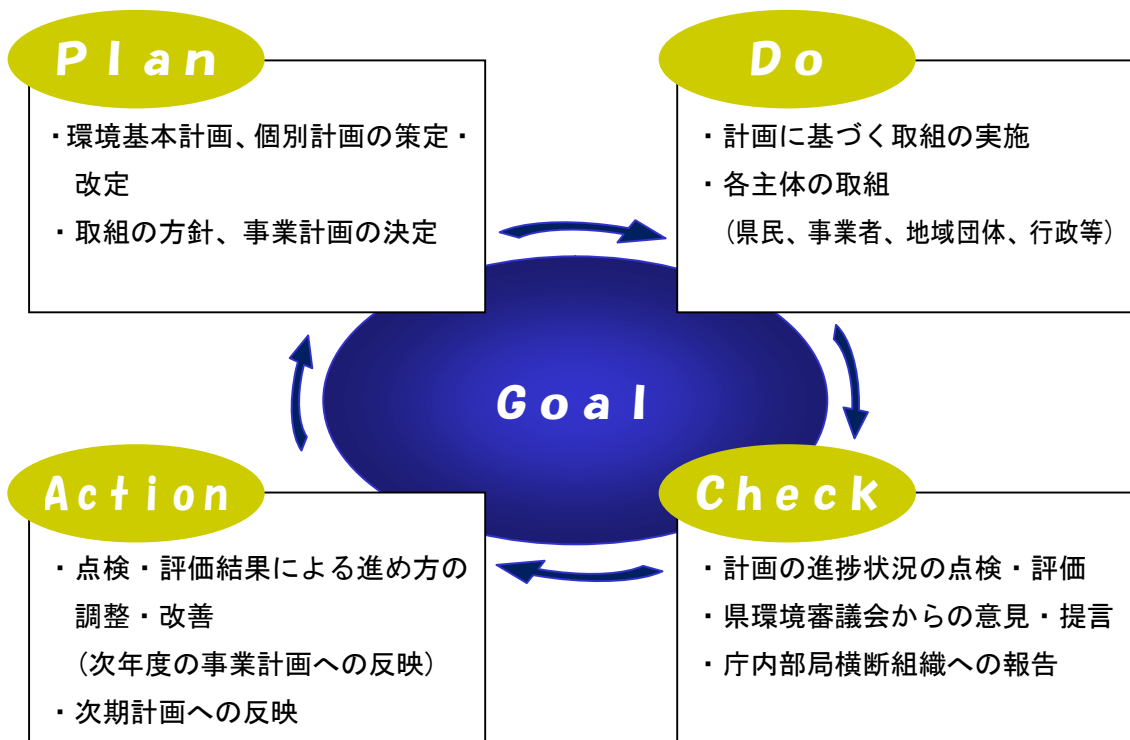 Plan
・環境基本計画、個別計画の策定・
改定
・取組の方針、事業計画の決定
Do
・計画に基づく取組の実施
・各主体の取組
（県民、事業者、地域団体、行政等）
Goal
Action
・点検・評価結果による進め方の
調整・改善
（次年度の事業計画への反映）
・次期計画への反映
Check
・計画の進捗状況の点検・評価
・県環境審議会からの意見・提言
・庁内部局横断組織への報告